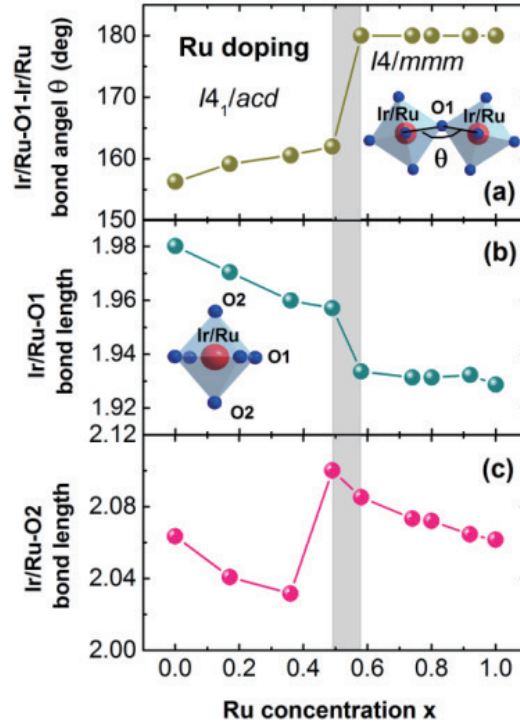 180
170
160
150
Ir/Ru-O1-Ir/Ru
bond angel θ (deg)
Ru doping
I4₁/acd
I4/mmm
O1
Ir/Ru
Ir/Ru
θ
(a)
1.98
1.96
1.94
1.92
Ir/Ru-O1
bond length
(b)
O2
Ir/Ru
O1
O2
2.12
2.08
2.04
2.00
Ir/Ru-O2
bond length
(c)
0.0 0.2 0.4 0.6 0.8 1.0
Ru concentration x